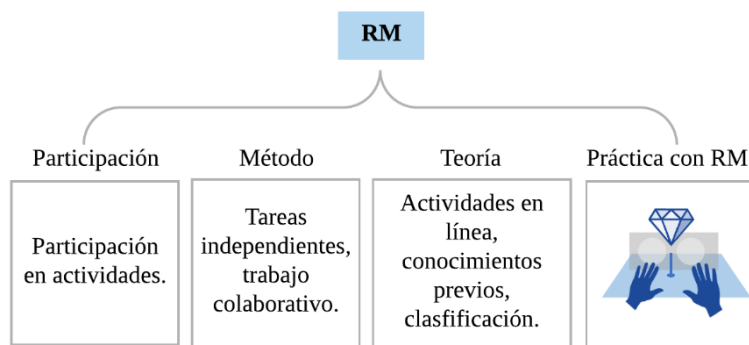 RM
Participación
Método
Teoría
Práctica con RM
Participación
en actividades.
Tareas
independientes,
trabajo
colaborativo.
Actividades en
línea,
conocimientos
previos,
clasfificación.